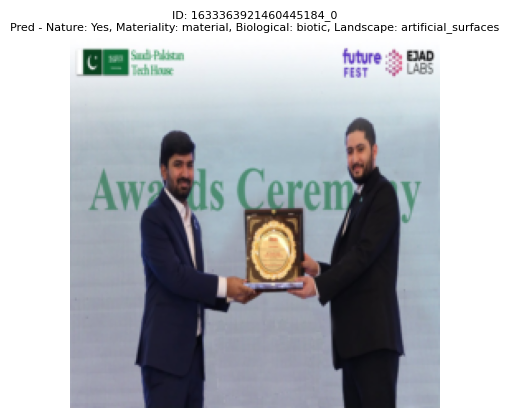 ID: 1633363921460445184_0
Pred - Nature: Yes, Materiality: material, Biological: biotic, Landscape: artificial_surfaces
Saudi-Pakistan
Tech House
future
FEST
EJAD
LABS
Awards Ceremony